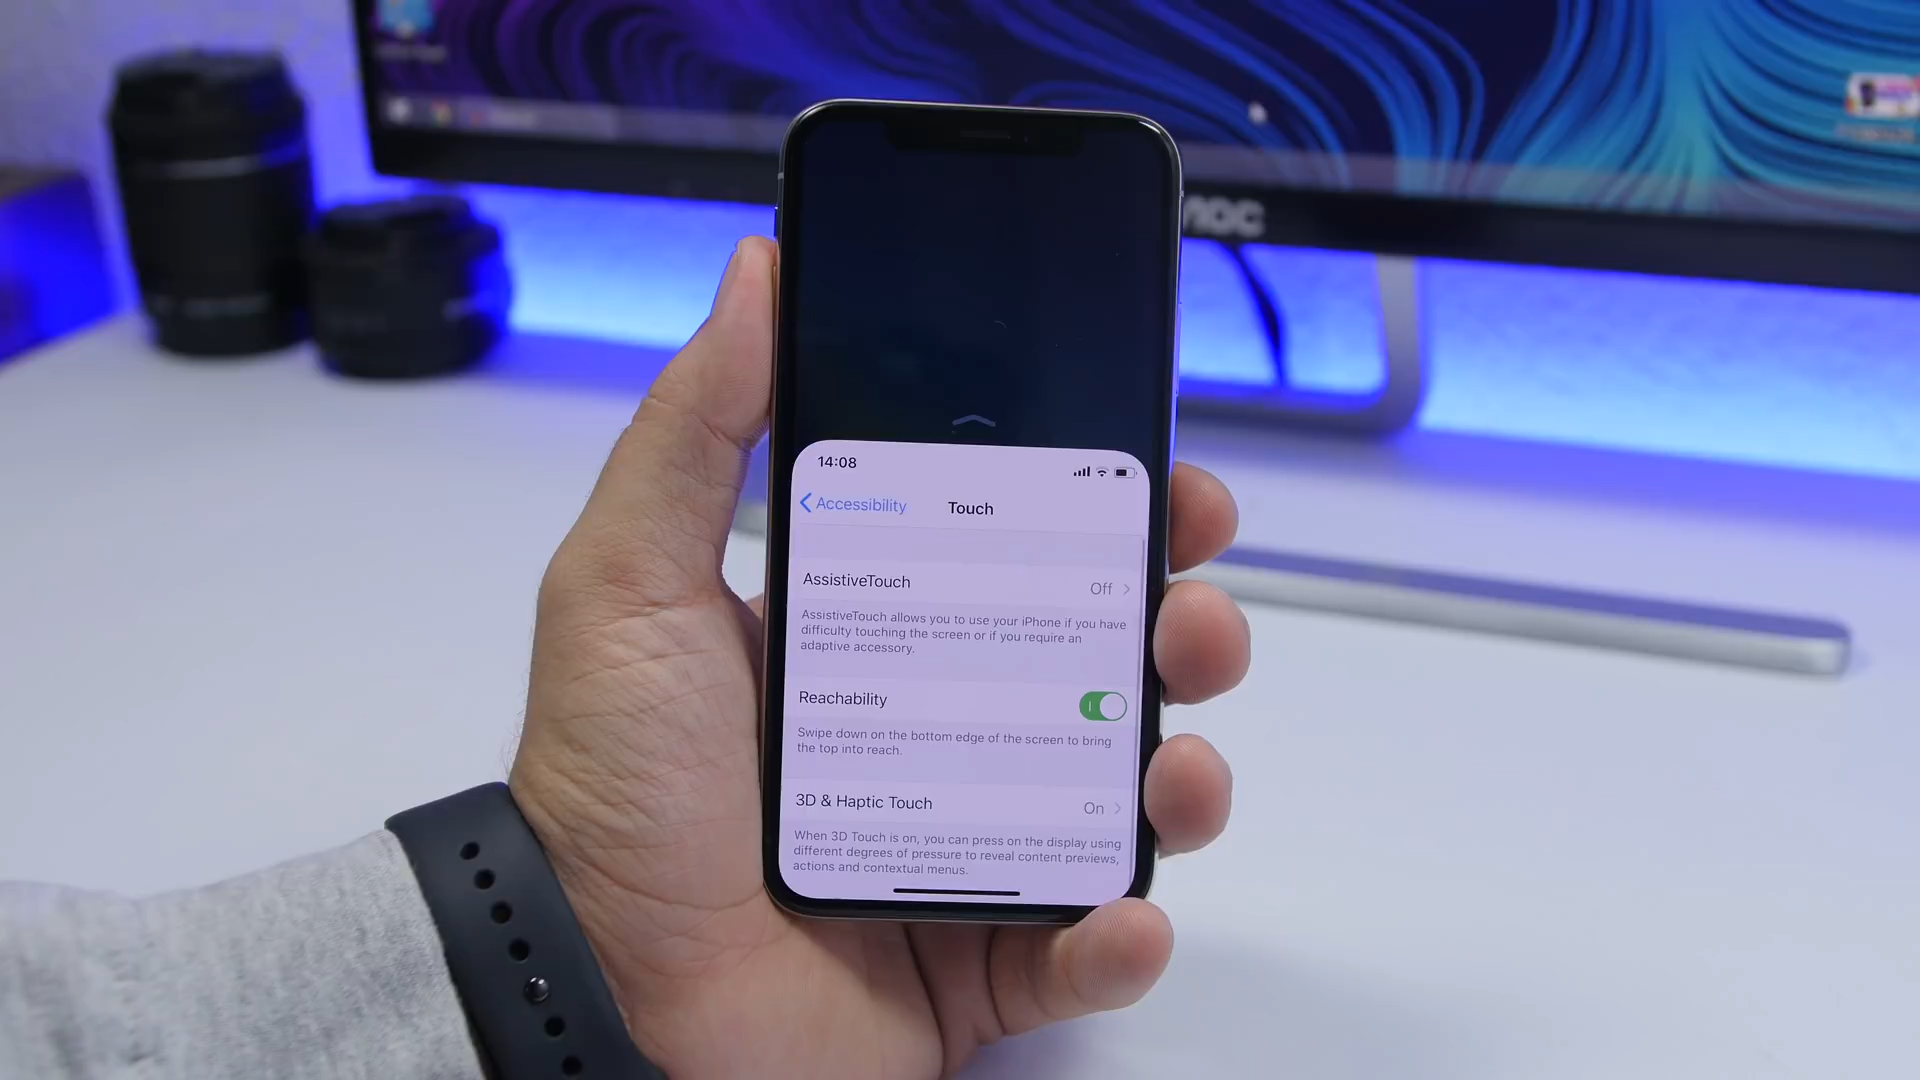 AOC
14:08
Accessibility
Touch
AssistiveTouch
Off
AssistiveTouch allows you to use your iPhone if you have
difficulty touching the screen or if you require an
adaptive accessory.
Reachability
Swipe down on the bottom edge of the screen to bring
the top into reach.
3D & Haptic Touch
On
When 3D Touch is on, you can press on the display using
different degrees of pressure to reveal content previews,
actions and contextual menus.